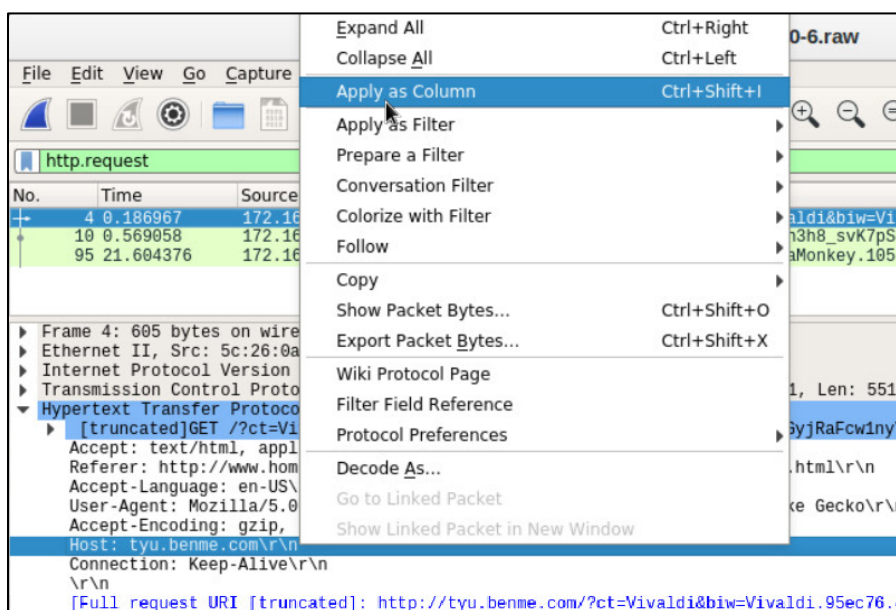 Expand All Ctrl+Right
0-6.raw
Collapse All Ctrl+Left
File Edit View Go Capture
Apply as Column Ctrl+Shift+I
Apply as Filter
http.request
Prepare a Filter
Conversation Filter
No. Time Source
Colorize with Filter
4 0.186967 172.16 aldi&biw=Vi
10 0.569058 172.16 n3h8_svK7pS
95 21.604376 172.16 aMonkey.105
Follow
Copy
Show Packet Bytes... Ctrl+Shift+O
Export Packet Bytes... Ctrl+Shift+X
Wiki Protocol Page
Filter Field Reference
Protocol Preferences
Decode As...
Go to Linked Packet
Show Linked Packet in New Window
Frame 4: 605 bytes on wire
Ethernet II, Src: 5c:26:0a
Internet Protocol Version
Transmission Control Proto 1, Len: 551
Hypertext Transfer Protoco
[truncated]GET /?ct=Vi GyjRaFcw1ny
Accept: text/html, appl
Referer: http://www.hom .html\r\n
Accept-Language: en-US\
User-Agent: Mozilla/5.0 ke Gecko\r\
Accept-Encoding: gzip,
Host: tyu.benme.com\r\n
Connection: Keep-Alive\r\n
\r\n
[Full request URI [truncated]: http://tyu.benme.com/?ct=Vivaldi&biw=Vivaldi.95ec76.